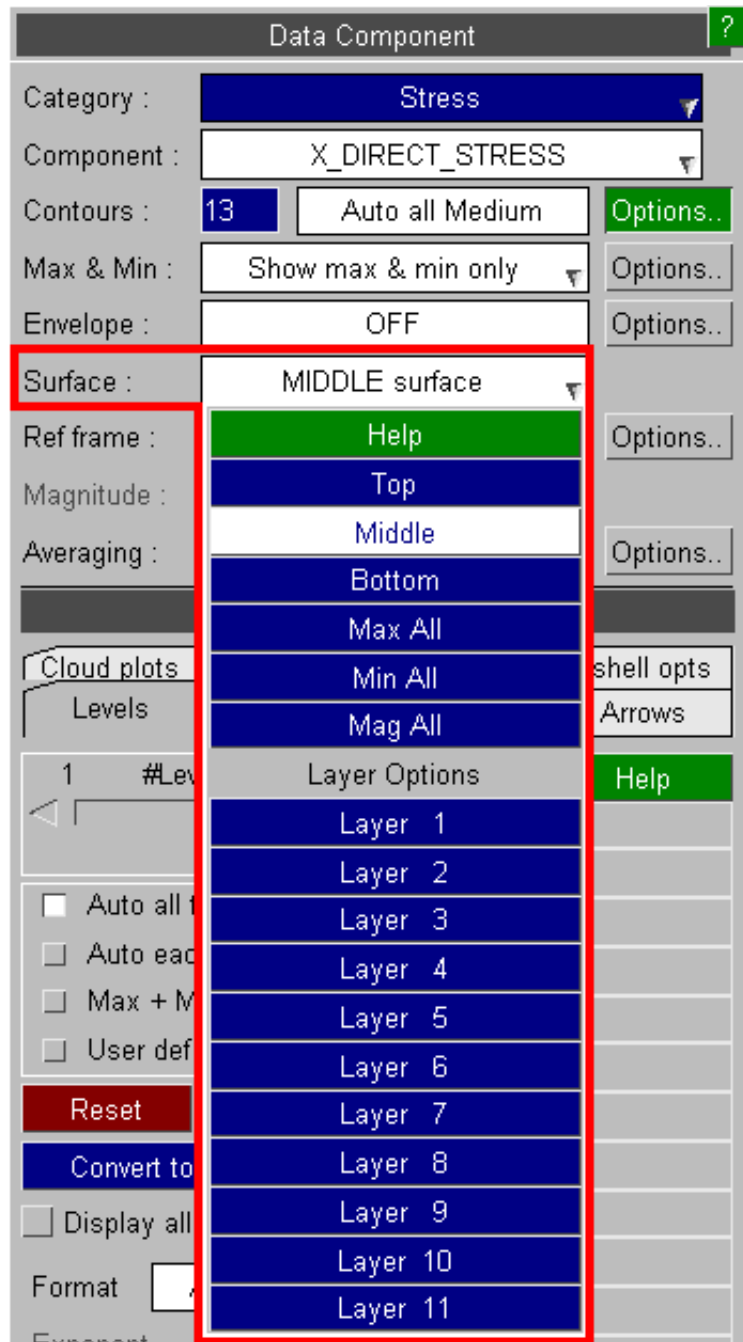 Data Component ?
Category : Stress
Component : X_DIRECT_STRESS
Contours : 13 Auto all Medium Options..
Max & Min : Show max & min only Options..
Envelope : OFF Options..
Surface : MIDDLE surface
Ref frame : Help Options..
Magnitude : Top
Middle
Averaging : Options..
Bottom
Max All
Cloud plots Min All shell opts
Levels Mag All Arrows
1 #Lev Layer Options Help
Layer 1
Layer 2
Auto all Layer 3
Auto eac Layer 4
Max + M Layer 5
User def Layer 6
Reset Layer 7
Convert to Layer 8
Display all Layer 9
Format Layer 10
Layer 11